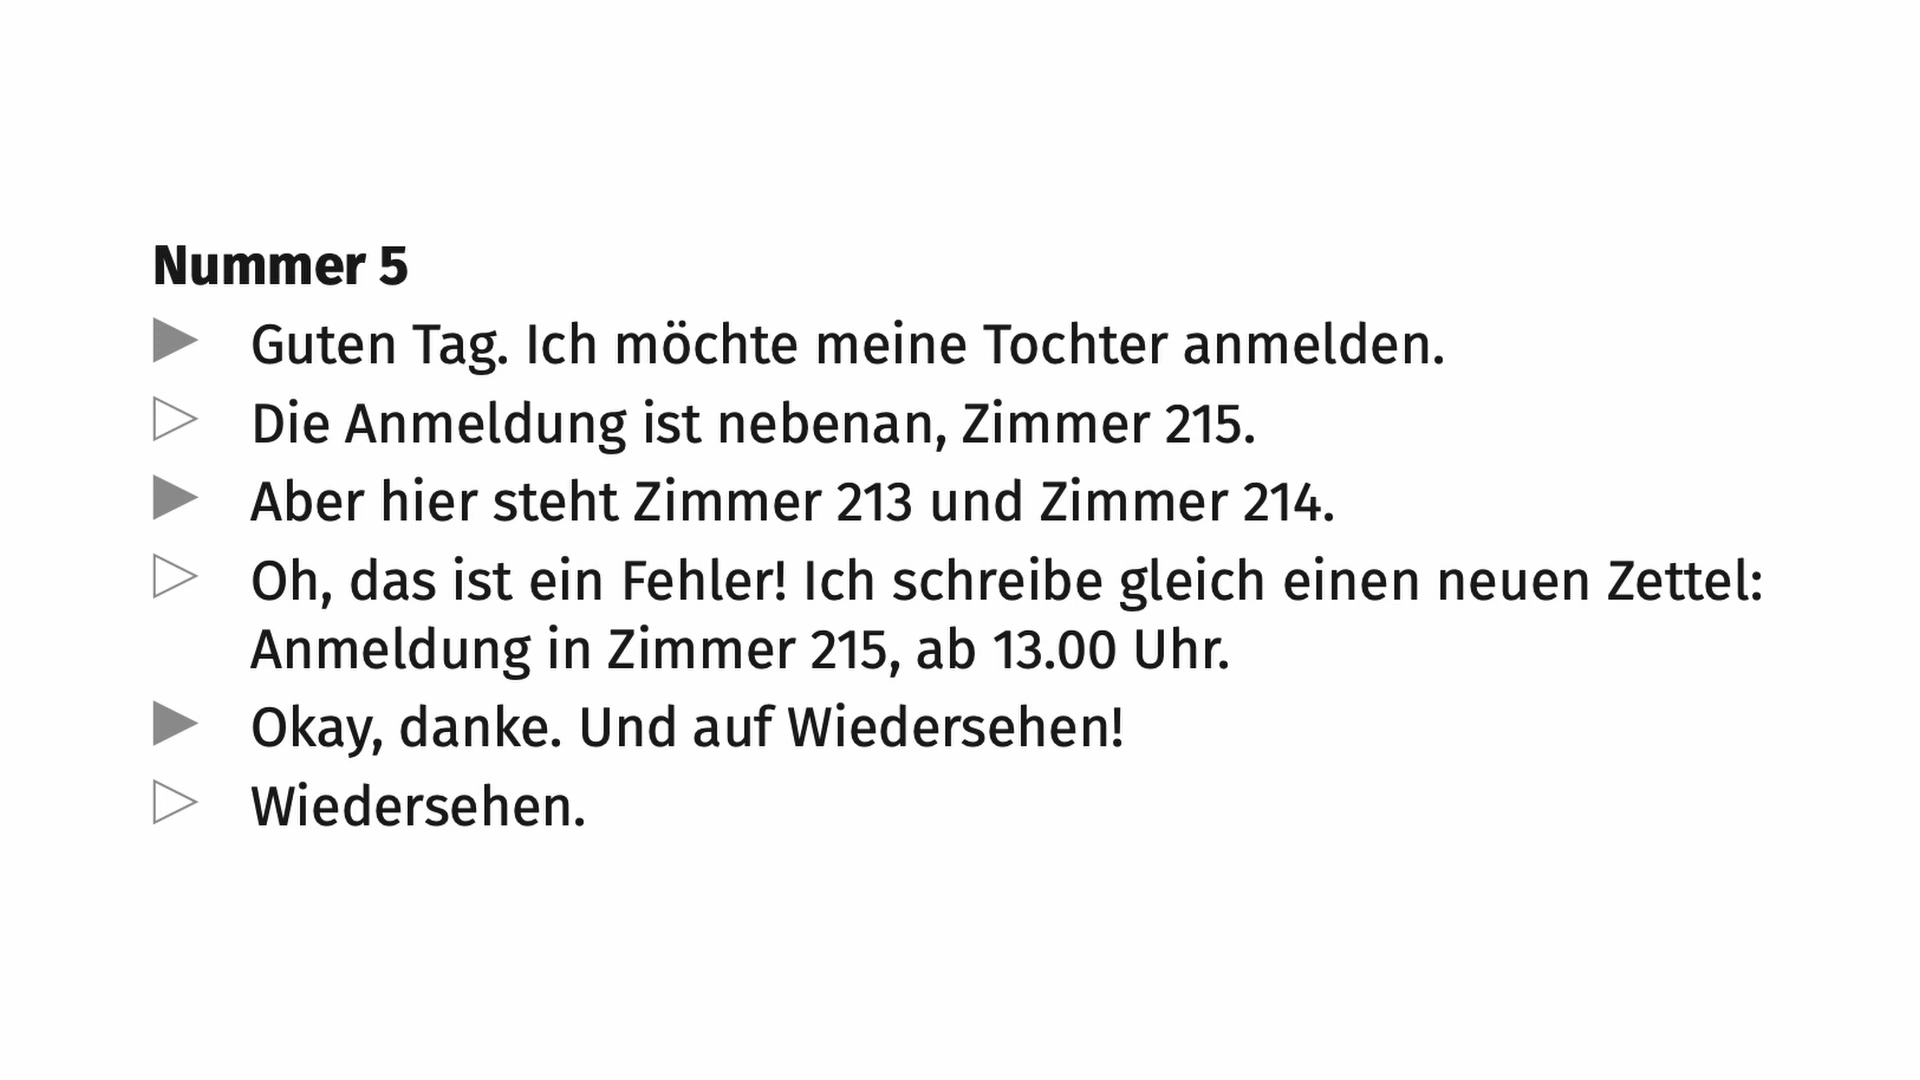 Nummer 5
Guten Tag. Ich möchte meine Tochter anmelden.
Die Anmeldung ist nebenan, Zimmer 215.
Aber hier steht Zimmer 213 und Zimmer 214.
Oh, das ist ein Fehler! Ich schreibe gleich einen neuen Zettel:
Anmeldung in Zimmer 215, ab 13.00 Uhr.
Okay, danke. Und auf Wiedersehen!
Wiedersehen.